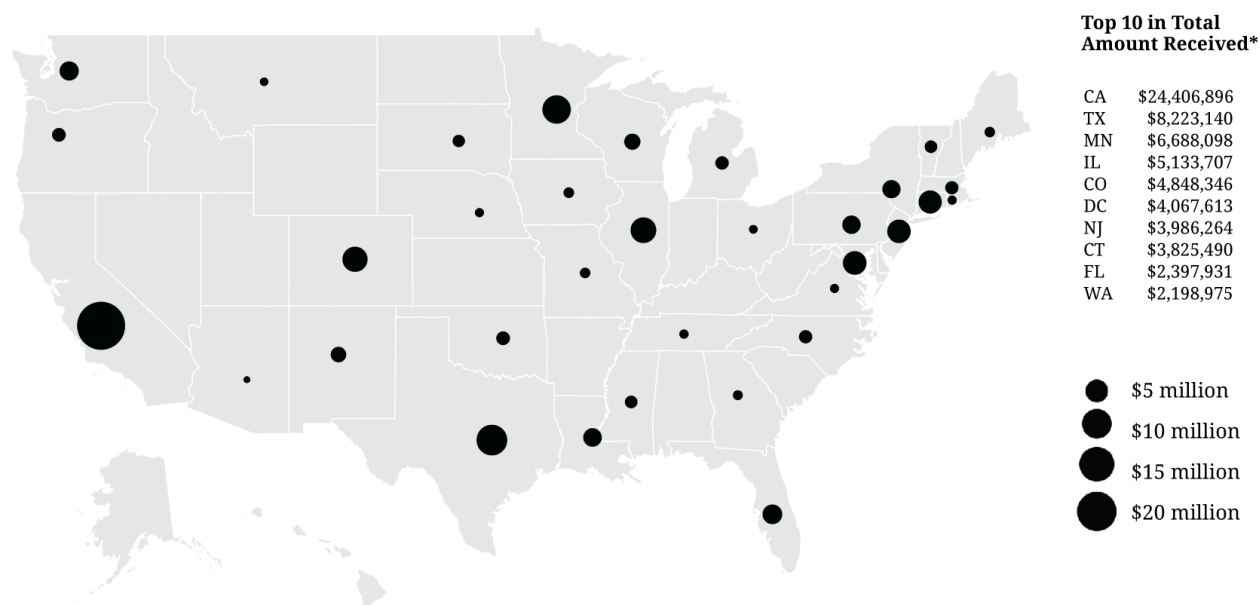 Top 10 in Total
Amount Received*
CA $24,406,896
TX $8,223,140
MN $6,688,098
IL $5,133,707
CO $4,848,346
DC $4,067,613
NJ $3,986,264
CT $3,825,490
FL $2,397,931
WA $2,198,975
$5 million
$10 million
$15 million
$20 million